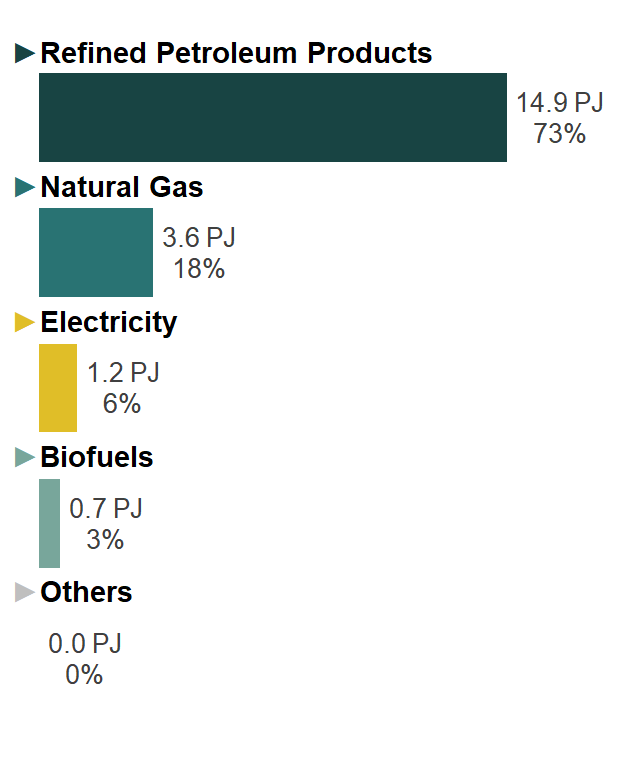 Refined Petroleum Products
14.9 PJ
73%
Natural Gas
3.6 PJ
18%
Electricity
1.2 PJ
6%
Biofuels
0.7 PJ
3%
Others
0.0 PJ
0%